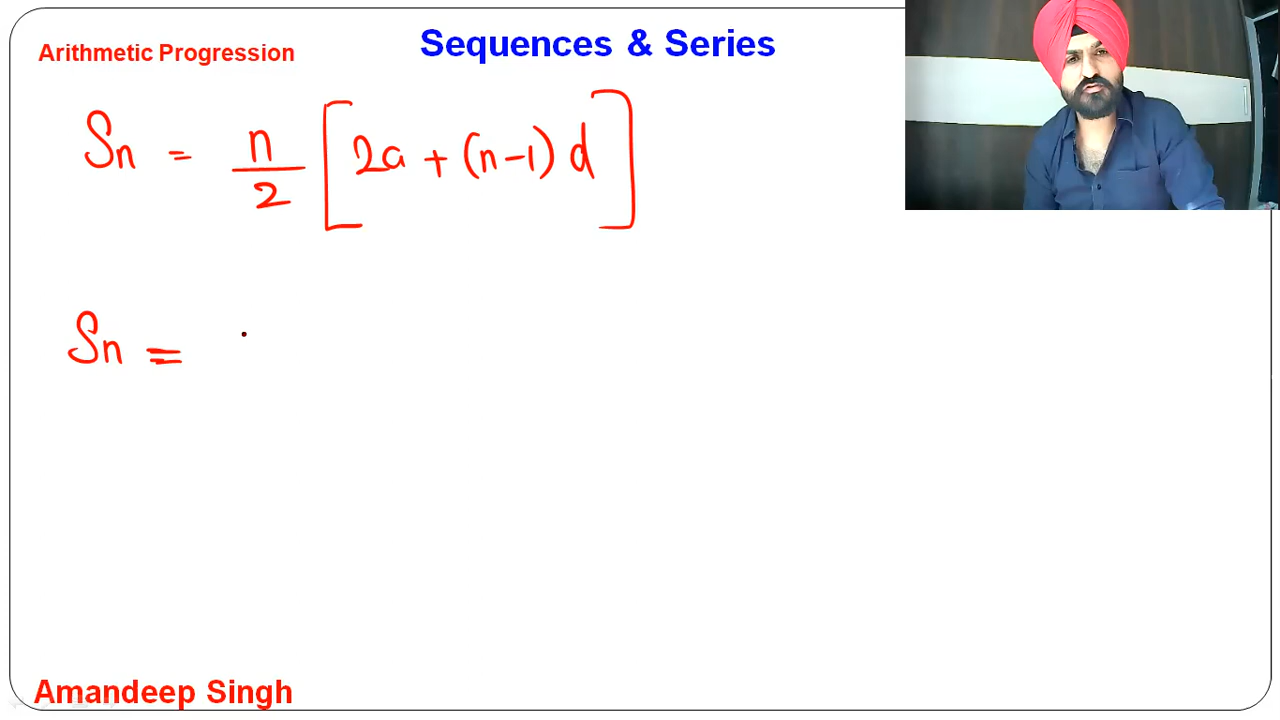 Sequences & Series
Arithmetic Progression
Sn = n/2 [2a + (n-1) d]
Sn =
Amandeep Singh